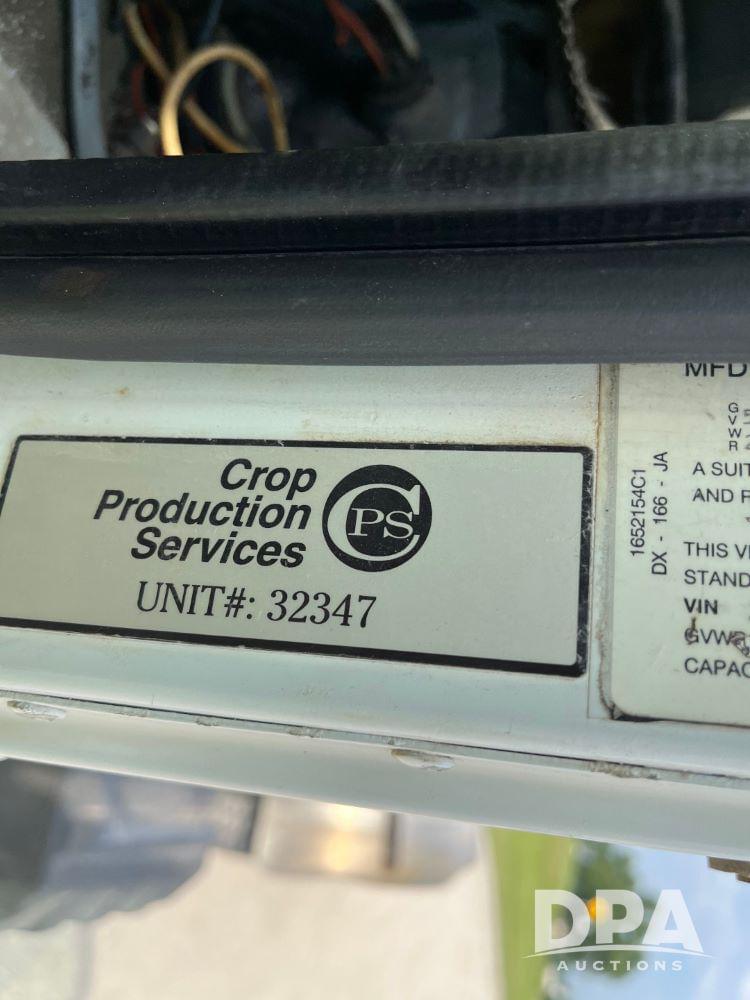 Crop
Production
Services
CPS
UNIT#: 32347
1652154C1
DX - 166 - JA
MFD
G
V
W
R
A SUIT
AND R
THIS V
STAND
VIN
GVW
CAPAC
DPA
AUCTIONS